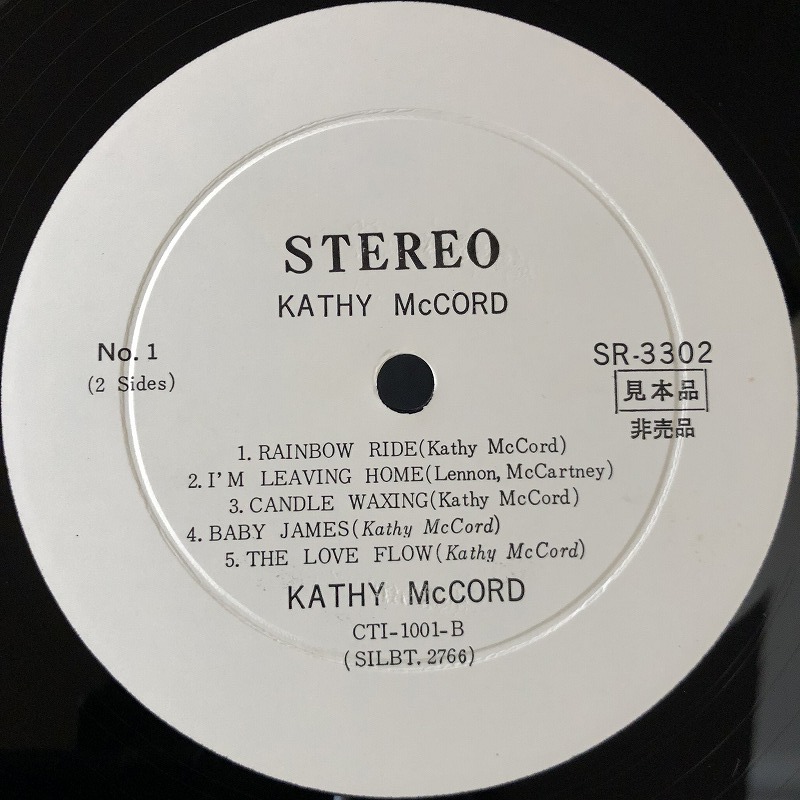 STEREO
KATHY McCORD
No. 1
(2 Sides)
SR-3302
見本品
非売品
1. RAINBOW RIDE(Kathy McCord)
2. I'M LEAVING HOME(Lennon, McCartney)
3. CANDLE WAXING(Kathy McCord)
4. BABY JAMES(Kathy McCord)
5. THE LOVE FLOW(Kathy McCord)
KATHY McCORD
CTI-1001-B
(SILBT. 2766)